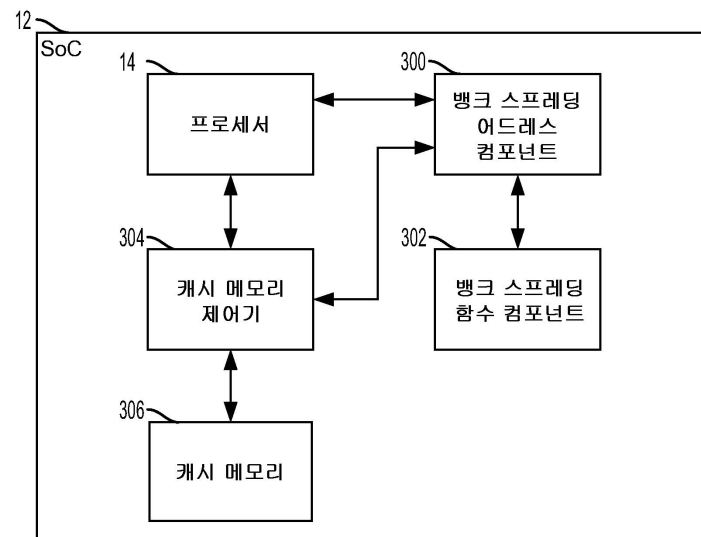 12
SoC
14
프로세서
300
뱅크 스프레딩
어드레스
컴포넌트
304
캐시 메모리
제어기
302
뱅크 스프레딩
함수 컴포넌트
306
캐시 메모리